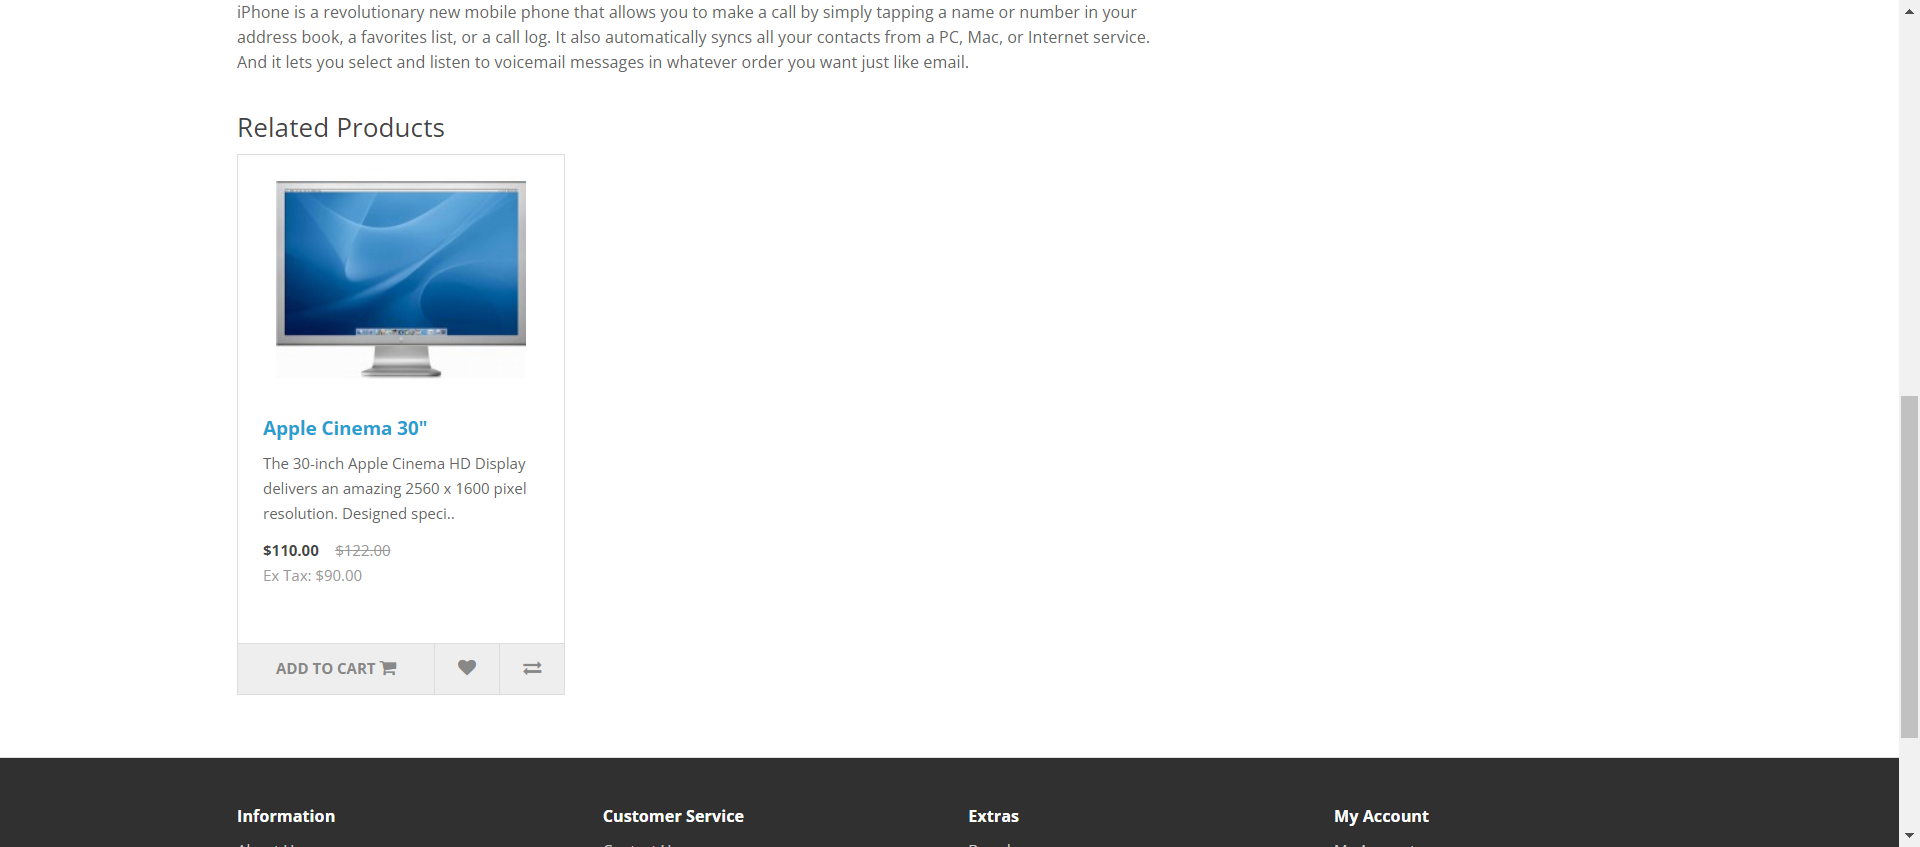 iPhone is a revolutionary new mobile phone that allows you to make a call by simply tapping a name or number in your
address book, a favorites list, or a call log. It also automatically syncs all your contacts from a PC, Mac, or Internet service.
And it lets you select and listen to voicemail messages in whatever order you want just like email.
Related Products
Apple Cinema 30"
The 30-inch Apple Cinema HD Display
delivers an amazing 2560 x 1600 pixel
resolution. Designed speci..
$110.00 $122.00
Ex Tax: $90.00
ADD TO CART
Information Customer Service Extras My Account